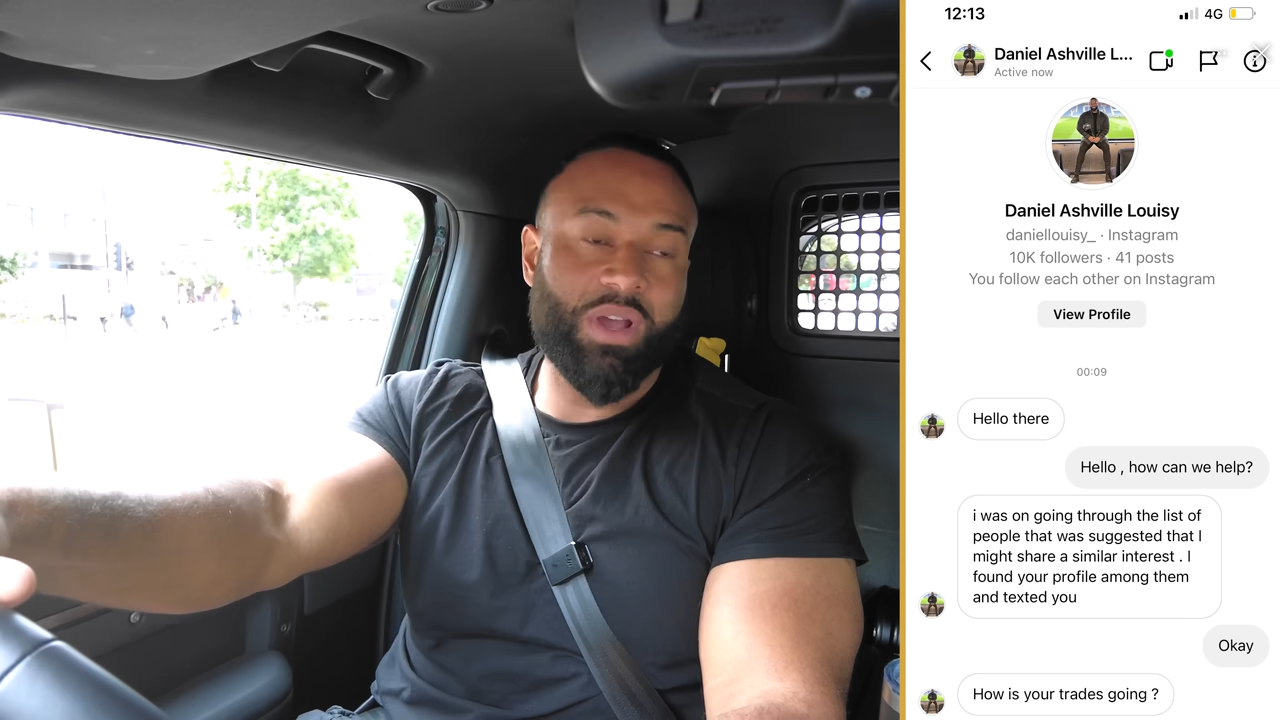 12:13
4G
Daniel Ashville L...
Active now
Daniel Ashville Louisy
daniellouisy_ · Instagram
10K followers · 41 posts
You follow each other on Instagram
View Profile
00:09
Hello there
Hello , how can we help?
i was on going through the list of
people that was suggested that I
might share a similar interest . I
found your profile among them
and texted you
Okay
How is your trades going ?